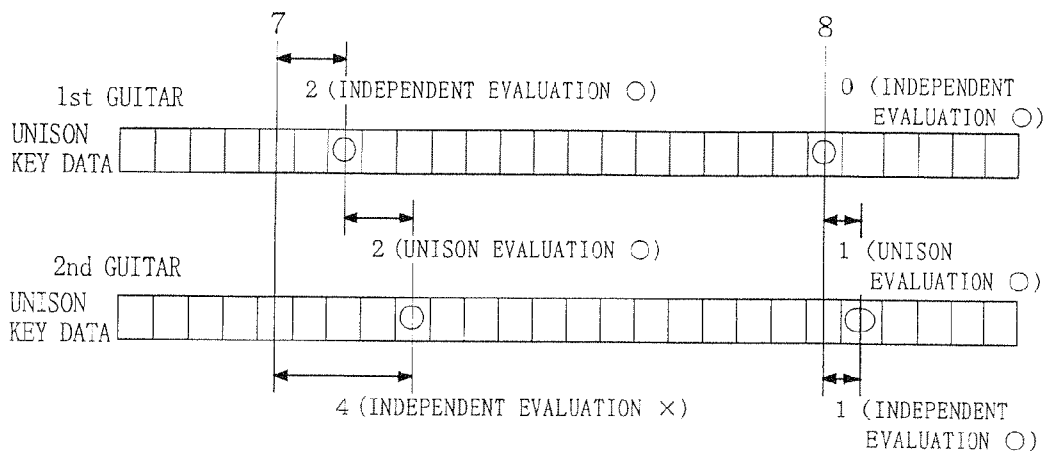 7
8
2 (INDEPENDENT EVALUATION ○)
0 (INDEPENDENT
EVALUATION ○)
1st GUITAR
UNISON
KEY DATA
2 (UNISON EVALUATION ○)
1 (UNISON
EVALUATION ○)
2nd GUITAR
UNISON
KEY DATA
4 (INDEPENDENT EVALUATION ×)
1 (INDEPENDENT
EVALUATION ○)